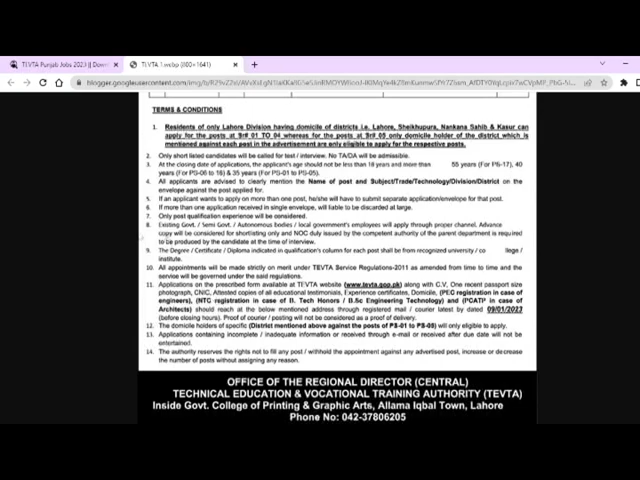 TEVTA Punjab Jobs 2023 || Down
TEVTA 1.webp (800×1641)
TERMS & CONDITIONS
1. Residents of only Lahore Division having domicile of districts i.e. Lahore, Sheikhupura, Nankana Sahib & Kasur can
apply for the posts at Sr# 01 TO 04 whereas for the posts at Sr# 05 only domicile holder of the district which is
mentioned against each post in the advertisement are only eligible to apply for the respective posts.
2. Only short listed candidates will be called for test / interview. No TA/DA will be admissible.
3. At the closing date of applications, the applicant's age should not be less than 18 years and more than 55 years (For PS-17), 40
years (For PS-06 to 16) & 35 years (For PS-01 to PS-05).
4. All applicants are advised to clearly mention the Name of post and Subject/Trade/Technology/Division/District on the
envelope against the post applied for.
5. If an applicant wants to apply on more than one post, he/she will have to submit separate application/envelope for that post.
6. If more than one application received in single envelope, will liable to be discarded at large.
7. Only post qualification experience will be considered.
8. Existing Govt. / Semi Govt. / Autonomous bodies / local government's employees will apply through proper channel. Advance
copy will be considered for shortlisting only and NOC duly issued by the competent authority of the parent department is required
to be produced by the candidate at the time of interview.
9. The Degree / Certificate / Diploma indicated in qualification's column for each post shall be from recognized university / co llege /
institute.
10. All appointments will be made strictly on merit under TEVTA Service Regulations-2011 as amended from time to time and the
service will be governed under the said regulations.
11. Applications on the prescribed form available at TEVTA website (www.tevta.gop.pk) along with C.V, One recent passport size
photograph, CNIC, Attested copies of all educational testimonials, Experience certificates, Domicile, (PEC registration in case of
engineers), (NTC registration in case of B. Tech Honors / B.Sc Engineering Technology) and (PCATP in case of
Architects) should reach at the below mentioned address through registered mail / courier latest by dated 09/01/2023
(before closing hours). Proof of courier / posting will not be considered as a proof of delivery.
12. The domicile holders of specific (District mentioned above against the posts of PS-01 to PS-05) will only eligible to apply.
13. Applications containing incomplete / inadequate information or received through e-mail or received after due date will not be
entertained.
14. The authority reserves the rights not to fill any post / withhold the appointment against any advertised post, increase or decrease
the number of posts without assigning any reason.
OFFICE OF THE REGIONAL DIRECTOR (CENTRAL)
TECHNICAL EDUCATION & VOCATIONAL TRAINING AUTHORITY (TEVTA)
Inside Govt. College of Printing & Graphic Arts, Allama Iqbal Town, Lahore
Phone No: 042-37806205